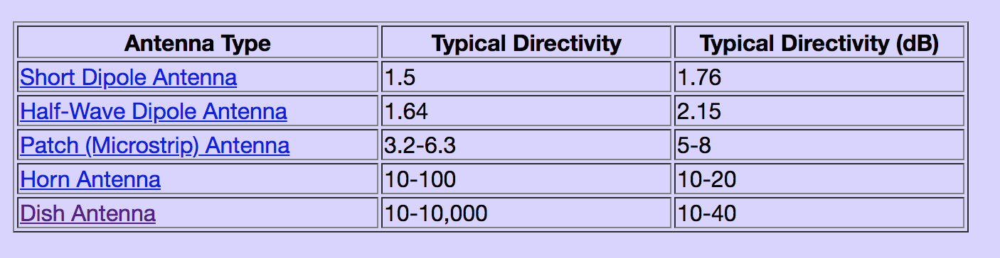 Antenna Type Typical Directivity Typical Directivity (dB)
Short Dipole Antenna 1.5 1.76
Half-Wave Dipole Antenna 1.64 2.15
Patch (Microstrip) Antenna 3.2-6.3 5-8
Horn Antenna 10-100 10-20
Dish Antenna 10-10,000 10-40